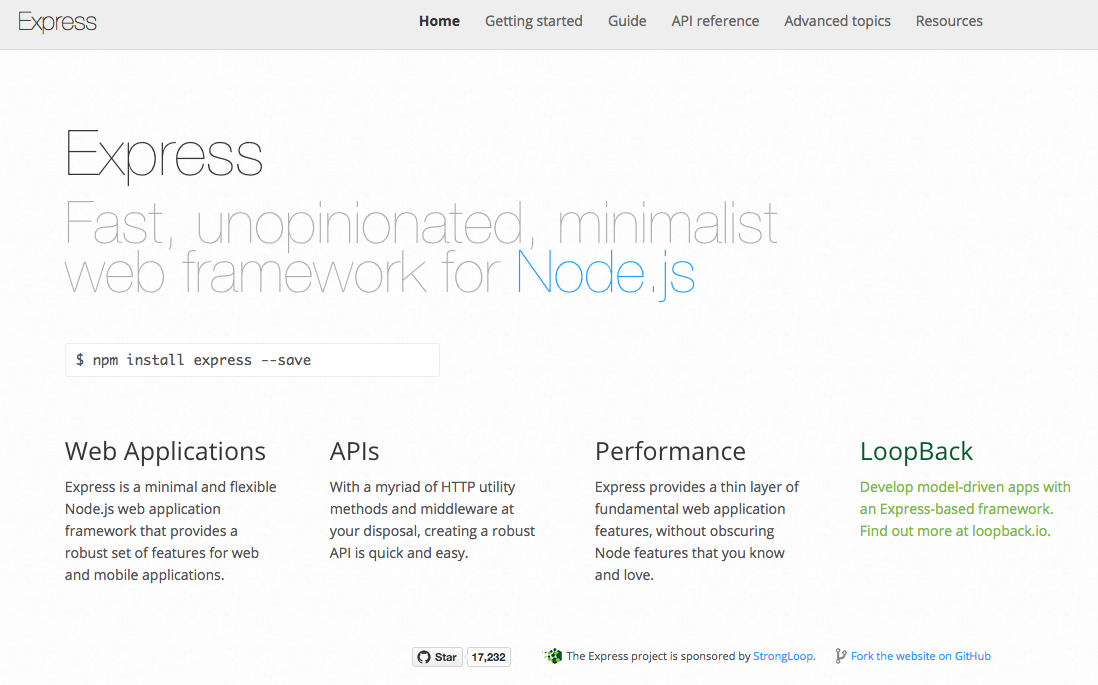 Express
Home Getting started Guide API reference Advanced topics Resources
Express
Fast, unopinionated, minimalist
web framework for Node.js
$ npm install express --save
Web Applications
Express is a minimal and flexible
Node.js web application
framework that provides a
robust set of features for web
and mobile applications.
APIs
With a myriad of HTTP utility
methods and middleware at
your disposal, creating a robust
API is quick and easy.
Performance
Express provides a thin layer of
fundamental web application
features, without obscuring
Node features that you know
and love.
LoopBack
Develop model-driven apps with
an Express-based framework.
Find out more at loopback.io.
Star 17,232
The Express project is sponsored by StrongLoop.
Fork the website on GitHub